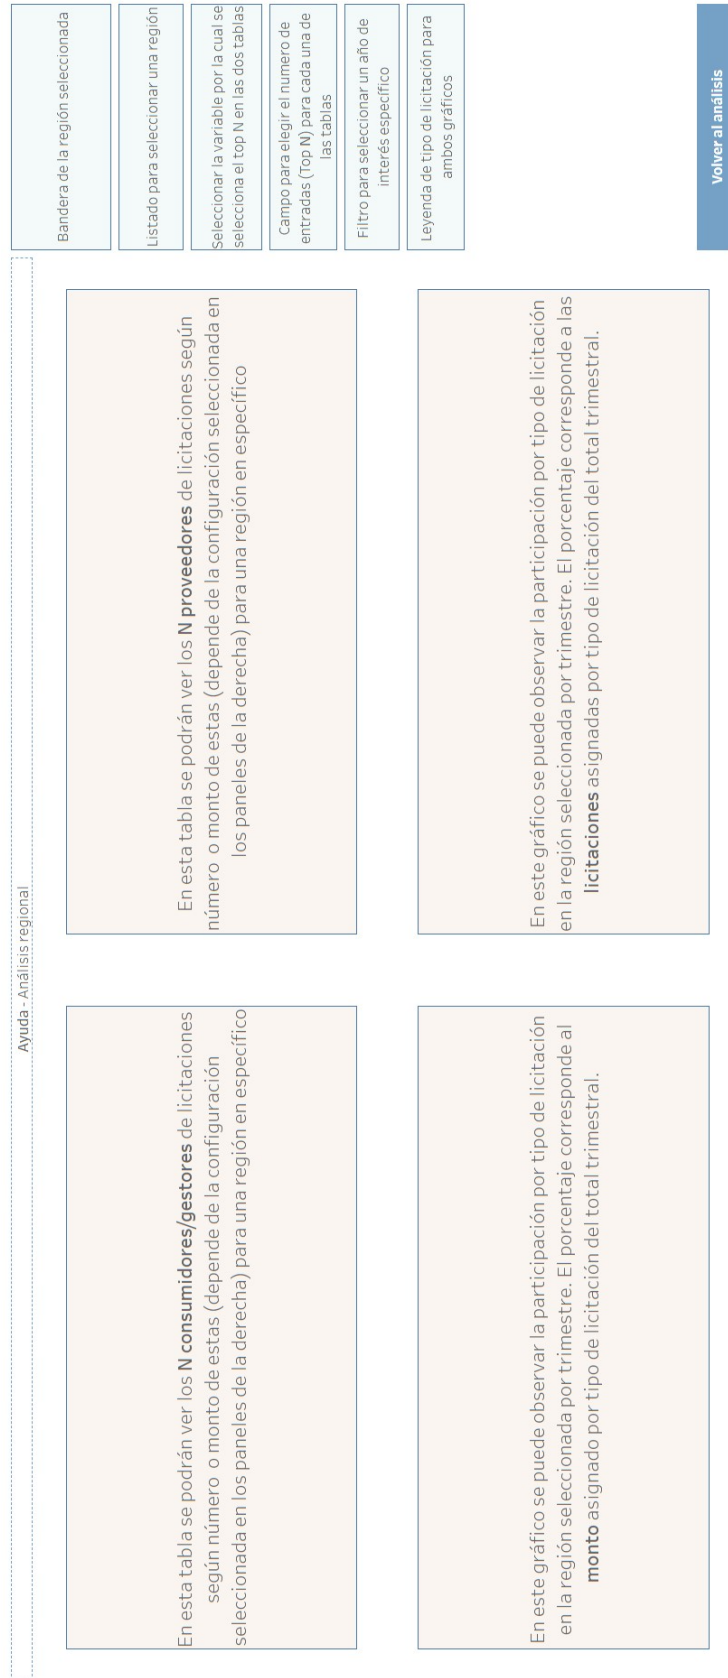 Ayuda - Análisis regional
En esta tabla se podrán ver los N consumidores/gestores de licitaciones
según número o monto de estas (depende de la configuración
seleccionada en los paneles de la derecha) para una región en específico
En esta tabla se podrán ver los N proveedores de licitaciones según
número o monto de estas (depende de la configuración seleccionada en
los paneles de la derecha) para una región en específico
En este gráfico se puede observar la participación por tipo de licitación
en la región seleccionada por trimestre. El porcentaje corresponde al
monto asignado por tipo de licitación del total trimestral.
En este gráfico se puede observar la participación por tipo de licitación
en la región seleccionada por trimestre. El porcentaje corresponde a las
licitaciones asignadas por tipo de licitación del total trimestral.
Bandera de la región seleccionada
Listado para seleccionar una región
Seleccionar la variable por la cual se
selecciona el top N en las dos tablas
Campo para elegir el numero de
entradas (Top N) para cada una de
las tablas
Filtro para seleccionar un año de
interés específico
Leyenda de tipo de licitación para
ambos gráficos
Volver al análisis